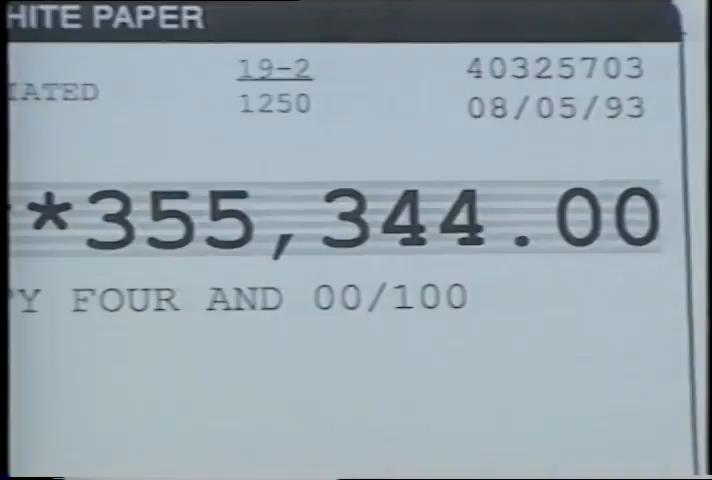 HITE PAPER
19-2 40325703
IATED 1250 08/05/93
**355,344.00
Y FOUR AND 00/100